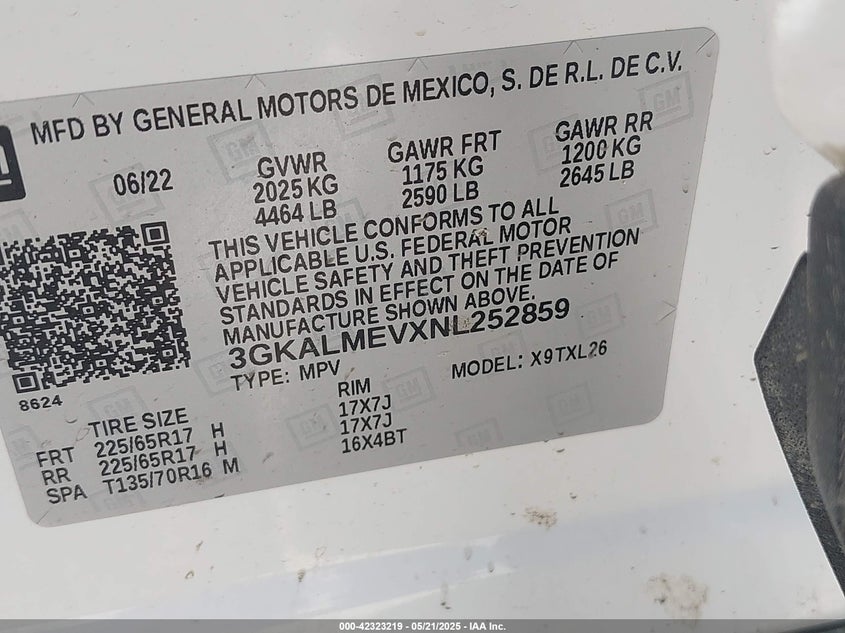 MFD BY GENERAL MOTORS DE MEXICO, S. DE R.L. DE C.V.
06/22
GVWR
2025 KG
4464 LB
GAWR FRT
1175 KG
2590 LB
GAWR RR
1200 KG
2645 LB
THIS VEHICLE CONFORMS TO ALL
APPLICABLE U.S. FEDERAL MOTOR
VEHICLE SAFETY AND THEFT PREVENTION
STANDARDS IN EFFECT ON THE DATE OF
MANUFACTURE SHOWN ABOVE.
3GKALMEVXNL252859
TYPE: MPV
MODEL: X9TXL26
8624
TIRE SIZE
RIM
FRT 225/65R17 H 17X7J
RR 225/65R17 H 17X7J
SPA T135/70R16 M 16X4BT
000-42323219 - 05/21/2025 - IAA Inc.